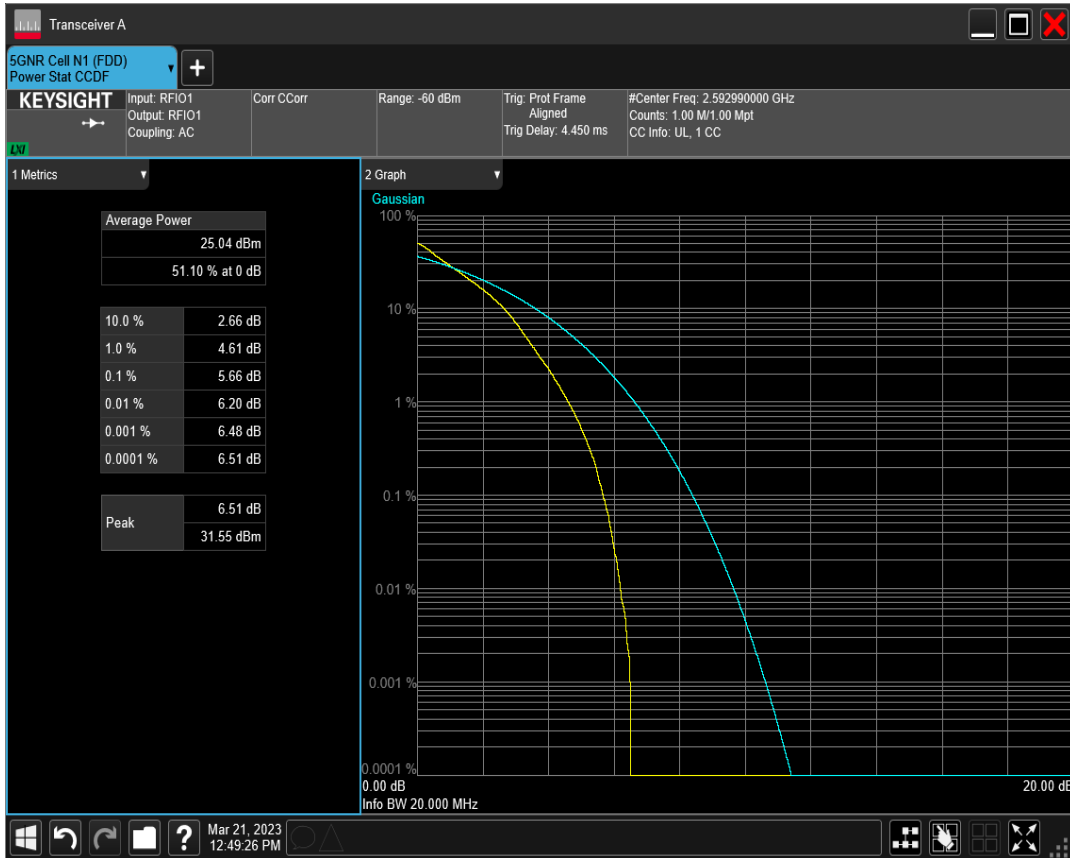 Transceiver A
5GNR Cell N1 (FDD)
Power Stat CCDF
+
KEYSIGHT
LXI
Input: RFIO1
Output: RFIO1
Coupling: AC
Corr CCorr
Range: -60 dBm
Trig: Prot Frame
Aligned
Trig Delay: 4.450 ms
#Center Freq: 2.592990000 GHz
Counts: 1.00 M/1.00 Mpt
CC Info: UL, 1 CC
1 Metrics
Average Power
25.04 dBm
51.10 % at 0 dB
10.0 % 2.66 dB
1.0 % 4.61 dB
0.1 % 5.66 dB
0.01 % 6.20 dB
0.001 % 6.48 dB
0.0001 % 6.51 dB
Peak 6.51 dB
31.55 dBm
2 Graph
Gaussian
100 %
10 %
1 %
0.1 %
0.01 %
0.001 %
0.0001 %
0.00 dB 20.00 dB
Info BW 20.000 MHz
? Mar 21, 2023
12:49:26 PM